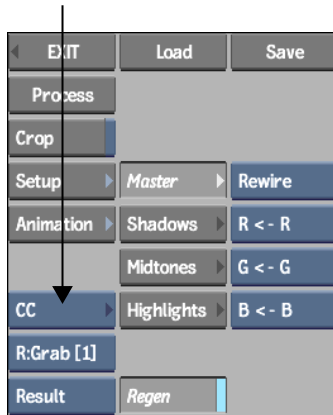 EXIT Load Save
Process
Crop
Setup Master Rewire
Animation Shadows R <- R
Midtones G <- G
CC Highlights B <- B
R:Grab [1]
Result Regen